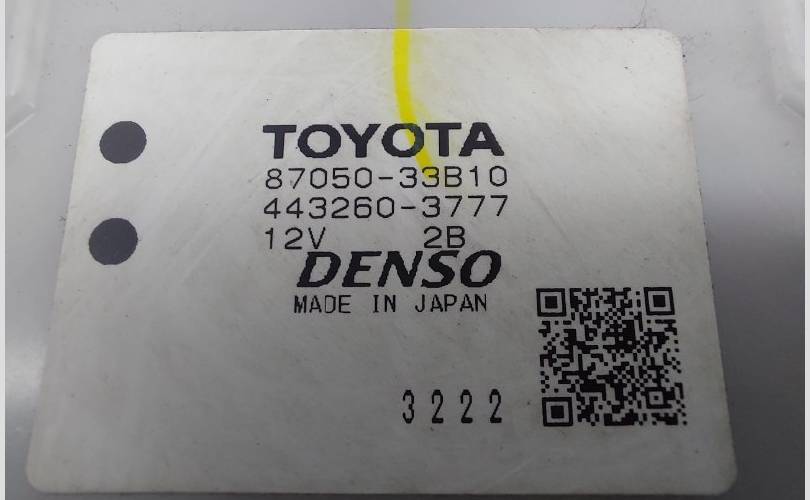 TOYOTA
87050-33B10
443260-3777
12V 2B
DENSO
MADE IN JAPAN
3222